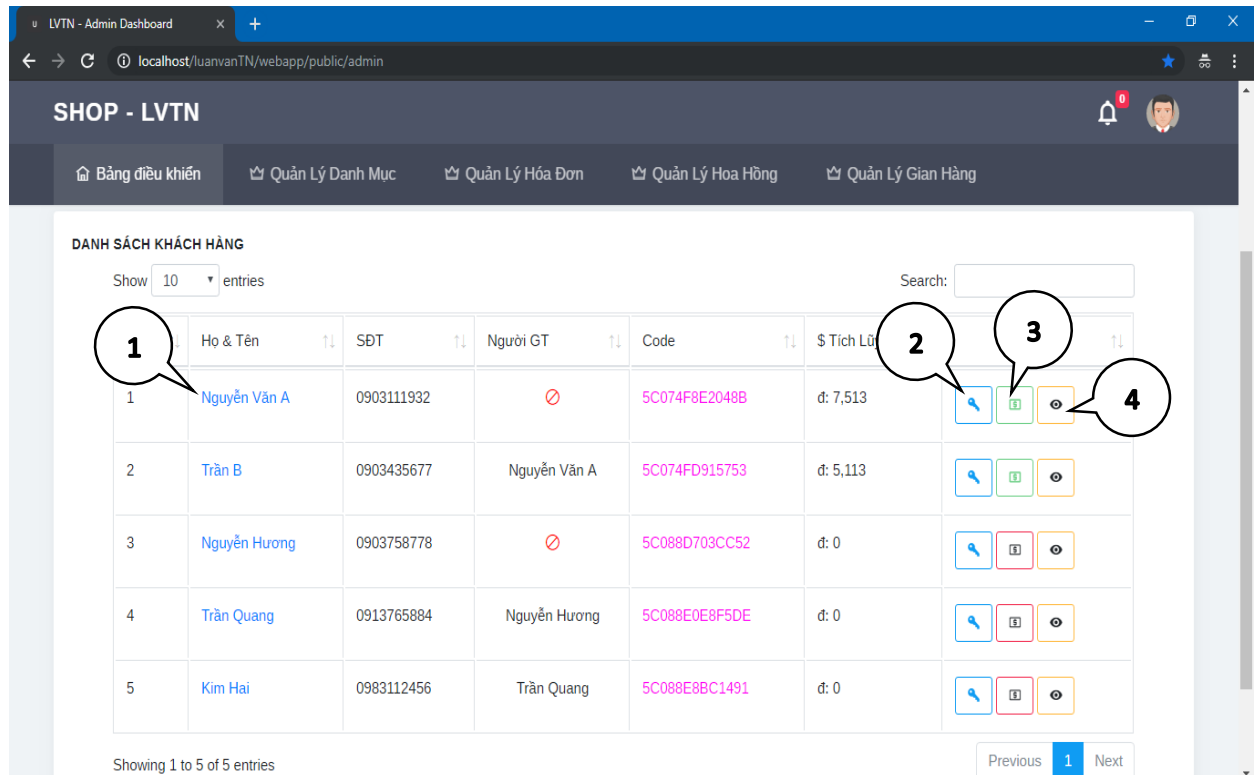 LVTN - Admin Dashboard
localhost/luanvanTN/webapp/public/admin
SHOP - LVTN
0
Bảng điều khiển Quản Lý Danh Mục Quản Lý Hóa Đơn Quản Lý Hoa Hồng Quản Lý Gian Hàng
DANH SÁCH KHÁCH HÀNG
Show 10 entries Search:
1 Họ & Tên SĐT Người GT Code $ Tích Lũy 2 3
1 Nguyễn Văn A 0903111932 5C074F8E2048B đ: 7,513 4
2 Trần B 0903435677 Nguyễn Văn A 5C074FD915753 đ: 5,113
3 Nguyễn Hương 0903758778 5C088D703CC52 đ: 0
4 Trần Quang 0913765884 Nguyễn Hương 5C088E0E8F5DE đ: 0
5 Kim Hai 0983112456 Trần Quang 5C088E8BC1491 đ: 0
Showing 1 to 5 of 5 entries Previous 1 Next